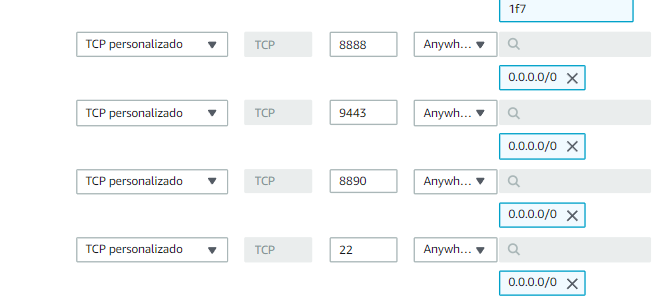 1f7
TCP personalizado TCP 8888 Anywh...
0.0.0.0/0
TCP personalizado TCP 9443 Anywh...
0.0.0.0/0
TCP personalizado TCP 8890 Anywh...
0.0.0.0/0
TCP personalizado TCP 22 Anywh...
0.0.0.0/0